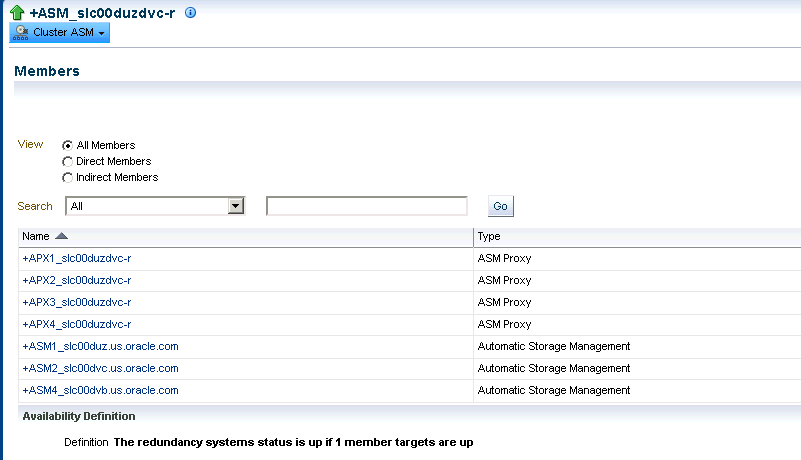 +ASM_slc00duzdvc-r
Cluster ASM
Members
View All Members
Direct Members
Indirect Members
Search All Go
Name Type
+APX1_slc00duzdvc-r ASM Proxy
+APX2_slc00duzdvc-r ASM Proxy
+APX3_slc00duzdvc-r ASM Proxy
+APX4_slc00duzdvc-r ASM Proxy
+ASM1_slc00duz.us.oracle.com Automatic Storage Management
+ASM2_slc00dvc.us.oracle.com Automatic Storage Management
+ASM4_slc00dvb.us.oracle.com Automatic Storage Management
Availability Definition
Definition The redundancy systems status is up if 1 member targets are up